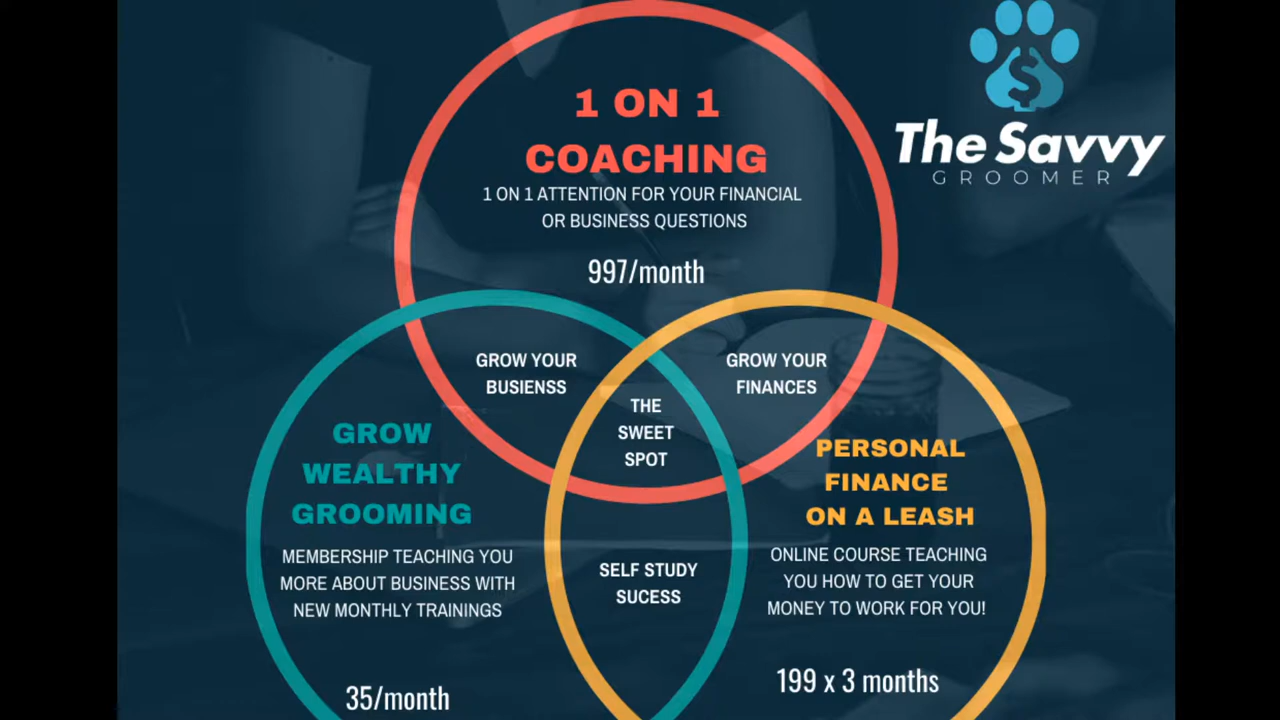 1 ON 1
COACHING
1 ON 1 ATTENTION FOR YOUR FINANCIAL
OR BUSINESS QUESTIONS
997/month
The Savvy
GROOMER
GROW YOUR
BUSIENSS
GROW YOUR
FINANCES
THE
SWEET
SPOT
GROW
WEALTHY
GROOMING
MEMBERSHIP TEACHING YOU
MORE ABOUT BUSINESS WITH
NEW MONTHLY TRAININGS
35/month
PERSONAL
FINANCE
ON A LEASH
ONLINE COURSE TEACHING
YOU HOW TO GET YOUR
MONEY TO WORK FOR YOU!
199 x 3 months
SELF STUDY
SUCESS